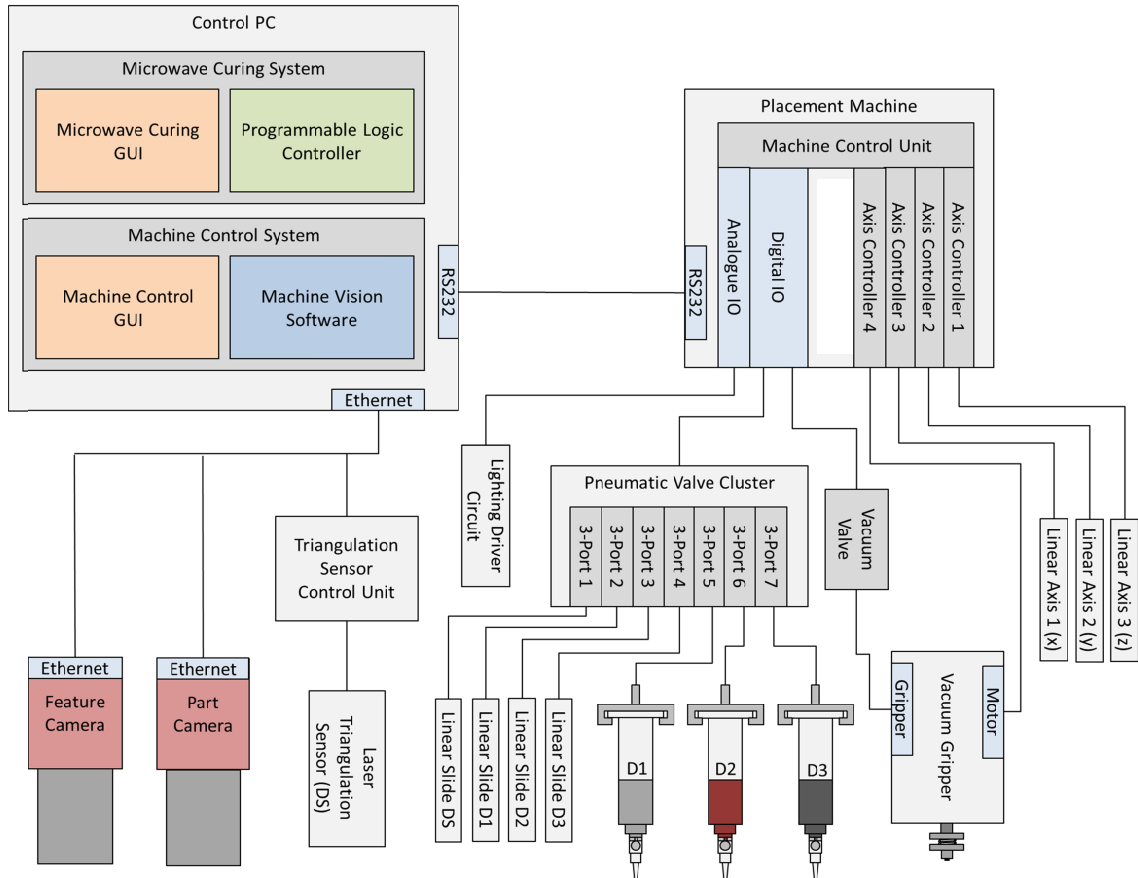 Control PC
Microwave Curing System
Microwave Curing
GUI
Programmable Logic
Controller
Machine Control System
Machine Control
GUI
Machine Vision
Software
RS232
Ethernet
Placement Machine
Machine Control Unit
RS232
Analogue IO
Digital IO
Axis Controller 4
Axis Controller 3
Axis Controller 2
Axis Controller 1
Lighting Driver
Circuit
Pneumatic Valve Cluster
3-Port 1
3-Port 2
3-Port 3
3-Port 4
3-Port 5
3-Port 6
3-Port 7
Vacuum
Valve
Linear Axis 1 (x)
Linear Axis 2 (y)
Linear Axis 3 (z)
Triangulation
Sensor
Control Unit
Ethernet
Feature
Camera
Ethernet
Part
Camera
Laser
Triangulation
Sensor (DS)
Linear Slide DS
Linear Slide D1
Linear Slide D2
Linear Slide D3
D1
D2
D3
Gripper
Vacuum Gripper
Motor